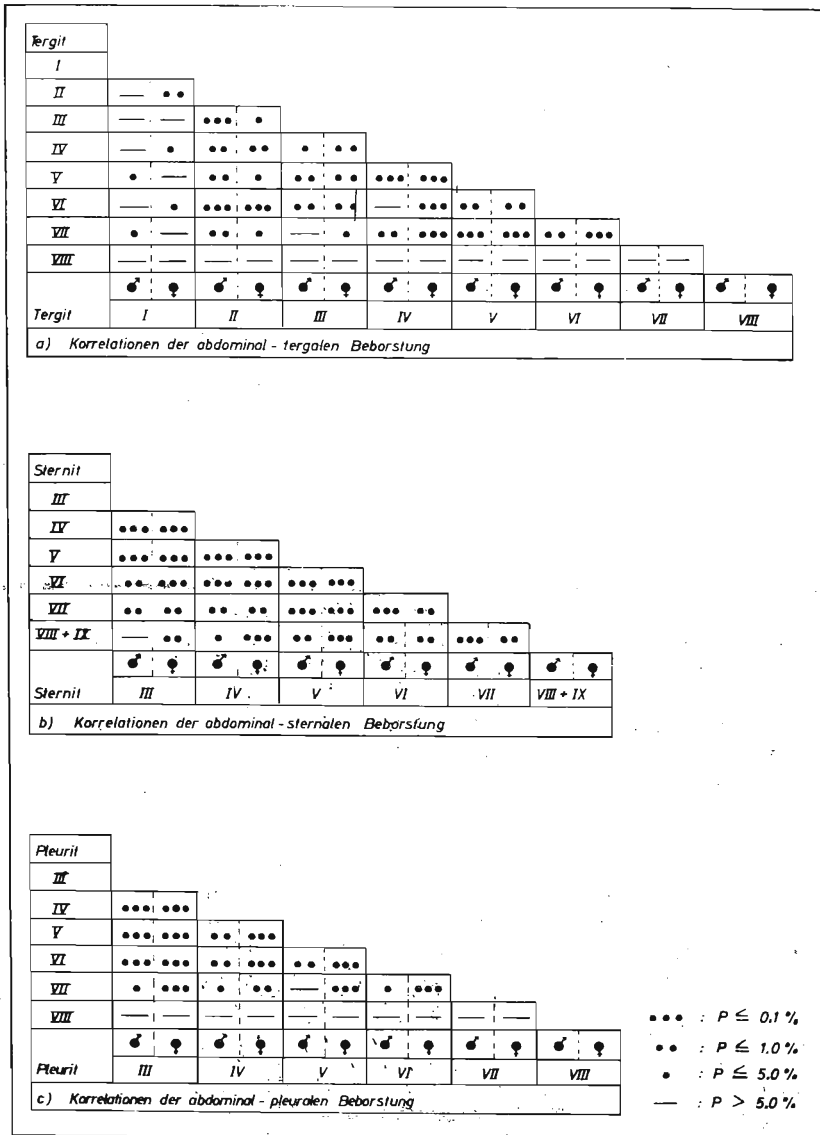 Tergit
I
II — ••
III — — ••• •
IV — • •• •• • ••
V • — •• • •• •• ••• •••
VI — • ••• ••• •• •• — ••• •• ••
VII • — •• • — • •• ••• ••• ••• •• •••
VIII — — — — — — — — — — — — — —
♂ ♀ ♂ ♀ ♂ ♀ ♂ ♀ ♂ ♀ ♂ ♀ ♂ ♀ ♂ ♀
Tergit I II III IV V VI VII VIII
a) Korrelationen der abdominal - tergalen Beborstung
Sternit
III
IV ••• •••
V ••• ••• ••• •••
VI •• ••• ••• ••• ••• •••
VII •• •• •• •• ••• ••• ••• ••
VIII + IX — •• • ••• •• ••• •• •• ••• ••
♂ ♀ ♂ ♀ ♂ ♀ ♂ ♀ ♂ ♀ ♂ ♀
Sternit III IV V VI VII VIII + IX
b) Korrelationen der abdominal - sternalen Beborstung
Pleurit
III
IV ••• •••
V ••• ••• •• •••
VI ••• ••• •• ••• •• •••
VII • ••• • •• — ••• • •••
VIII — — — — — — — — — —
♂ ♀ ♂ ♀ ♂ ♀ ♂ ♀ ♂ ♀ ♂ ♀
Pleurit III IV V VI VII VIII
c) Korrelationen der abdominal - pleuralen Beborstung
••• : P ≤ 0.1 %
•• : P ≤ 1.0 %
• : P ≤ 5.0 %
— : P > 5.0 %